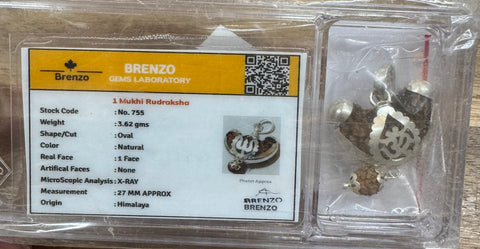 Brenzo
BRENZO
GEMS LABORATORY
1 Mukhi Rudraksha
Stock Code : No. 755
Weight : 3.62 gms
Shape/Cut : Oval
Color : Natural
Real Face : 1 Face
Artifical Faces : None
MicroScopic Analysis : X-RAY
Measurement : 27 MM APPROX
Origin : Himalaya
Photot Approx
BRENZO
BRENZO
ॐ